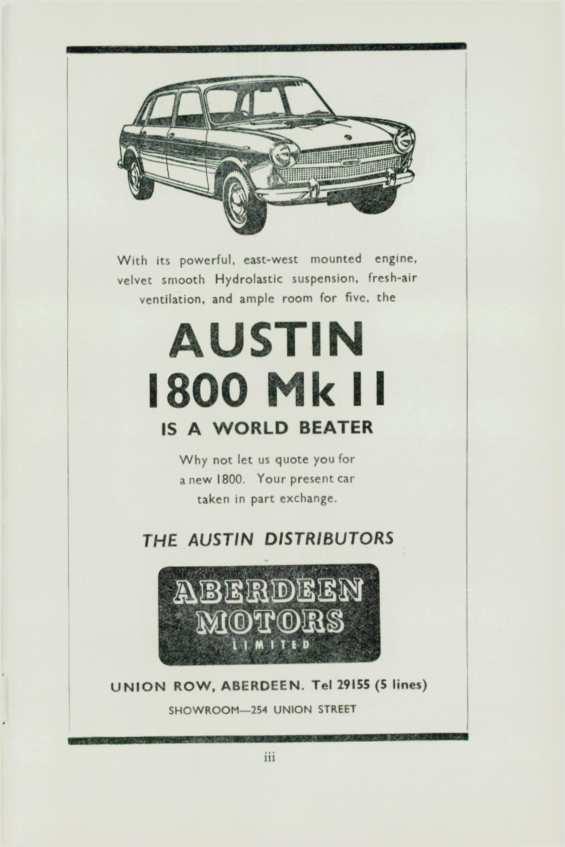 With its powerful, east-west mounted engine,
velvet smooth Hydrolastic suspension, fresh-air
ventilation, and ample room for five, the
AUSTIN
1800 Mk II
IS A WORLD BEATER
Why not let us quote you for
a new 1800. Your present car
taken in part exchange.
THE AUSTIN DISTRIBUTORS
ABERDEEN
MOTORS
LIMITED
UNION ROW, ABERDEEN. Tel 29155 (5 lines)
SHOWROOM—254 UNION STREET
iii